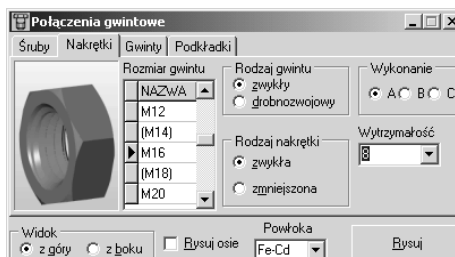 Połączenia gwintowe
Śruby Nakrętki Gwinty Podkładki
Rozmiar gwintu
NAZWA
M12
(M14)
M16
(M18)
M20
Rodzaj gwintu
zwykły
drobnozwojowy
Rodzaj nakrętki
zwykła
zmniejszona
Wykonanie
A B C
Wytrzymałość
8
Widok
z góry z boku
Rysuj osie
Powłoka
Fe-Cd
Rysuj